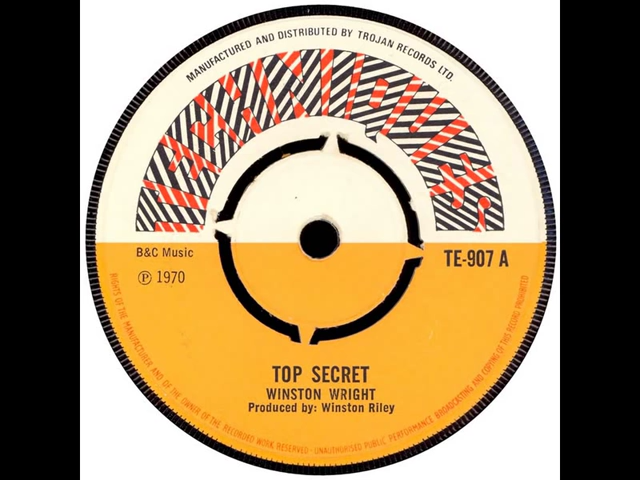 MANUFACTURED AND DISTRIBUTED BY TROJAN RECORDS LTD.
TECHNIQUES
B&C Music
TE-907 A
Ⓟ 1970
TOP SECRET
WINSTON WRIGHT
Produced by: Winston Riley
RIGHTS OF THE MANUFACTURER AND OF THE OWNER OF THE RECORDED WORK RESERVED - UNAUTHORISED PUBLIC PERFORMANCE BROADCASTING AND COPYING OF THIS RECORD PROHIBITED